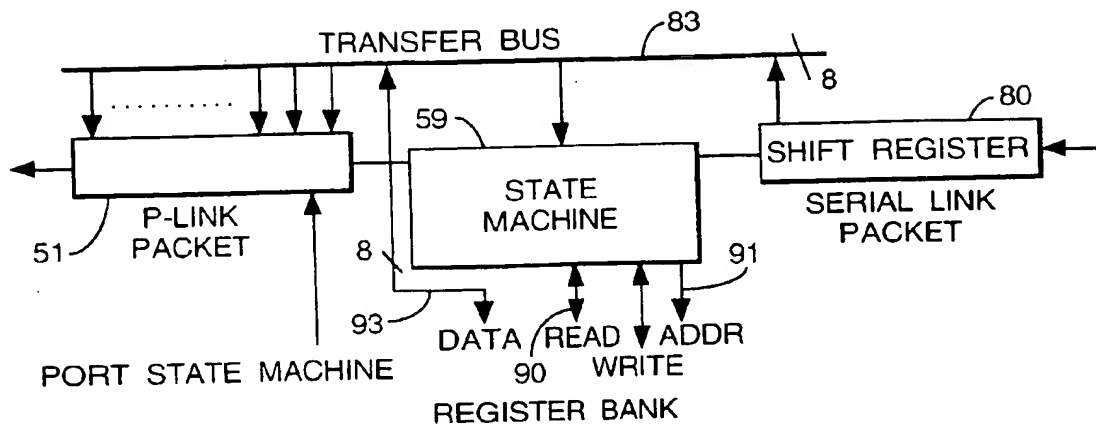 TRANSFER BUS
83
8
80
59
SHIFT REGISTER
SERIAL LINK
PACKET
STATE
MACHINE
P-LINK
PACKET
51
8
91
93
DATA READ ADDR
90 WRITE
PORT STATE MACHINE
REGISTER BANK